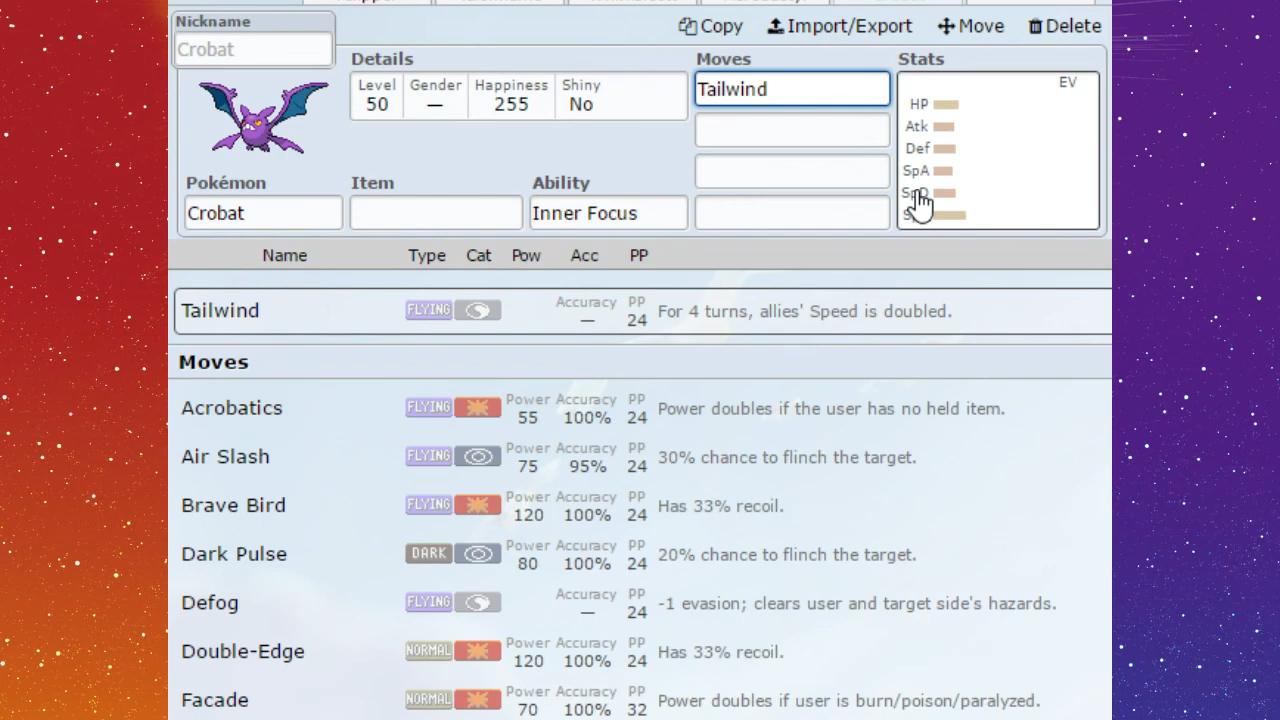 Nickname
Crobat
Copy Import/Export Move Delete
Details
Level Gender Happiness Shiny
50 — 255 No
Pokémon Item Ability
Crobat Inner Focus
Moves
Tailwind
Stats
EV
HP
Atk
Def
SpA
SpD
Name Type Cat Pow Acc PP
Tailwind FLYING Accuracy — PP 24 For 4 turns, allies' Speed is doubled.
Moves
Acrobatics FLYING Power 55 Accuracy 100% PP 24 Power doubles if the user has no held item.
Air Slash FLYING Power 75 Accuracy 95% PP 24 30% chance to flinch the target.
Brave Bird FLYING Power 120 Accuracy 100% PP 24 Has 33% recoil.
Dark Pulse DARK Power 80 Accuracy 100% PP 24 20% chance to flinch the target.
Defog FLYING Accuracy — PP 24 -1 evasion; clears user and target side's hazards.
Double-Edge NORMAL Power 120 Accuracy 100% PP 24 Has 33% recoil.
Facade NORMAL Power 70 Accuracy 100% PP 32 Power doubles if user is burn/poison/paralyzed.